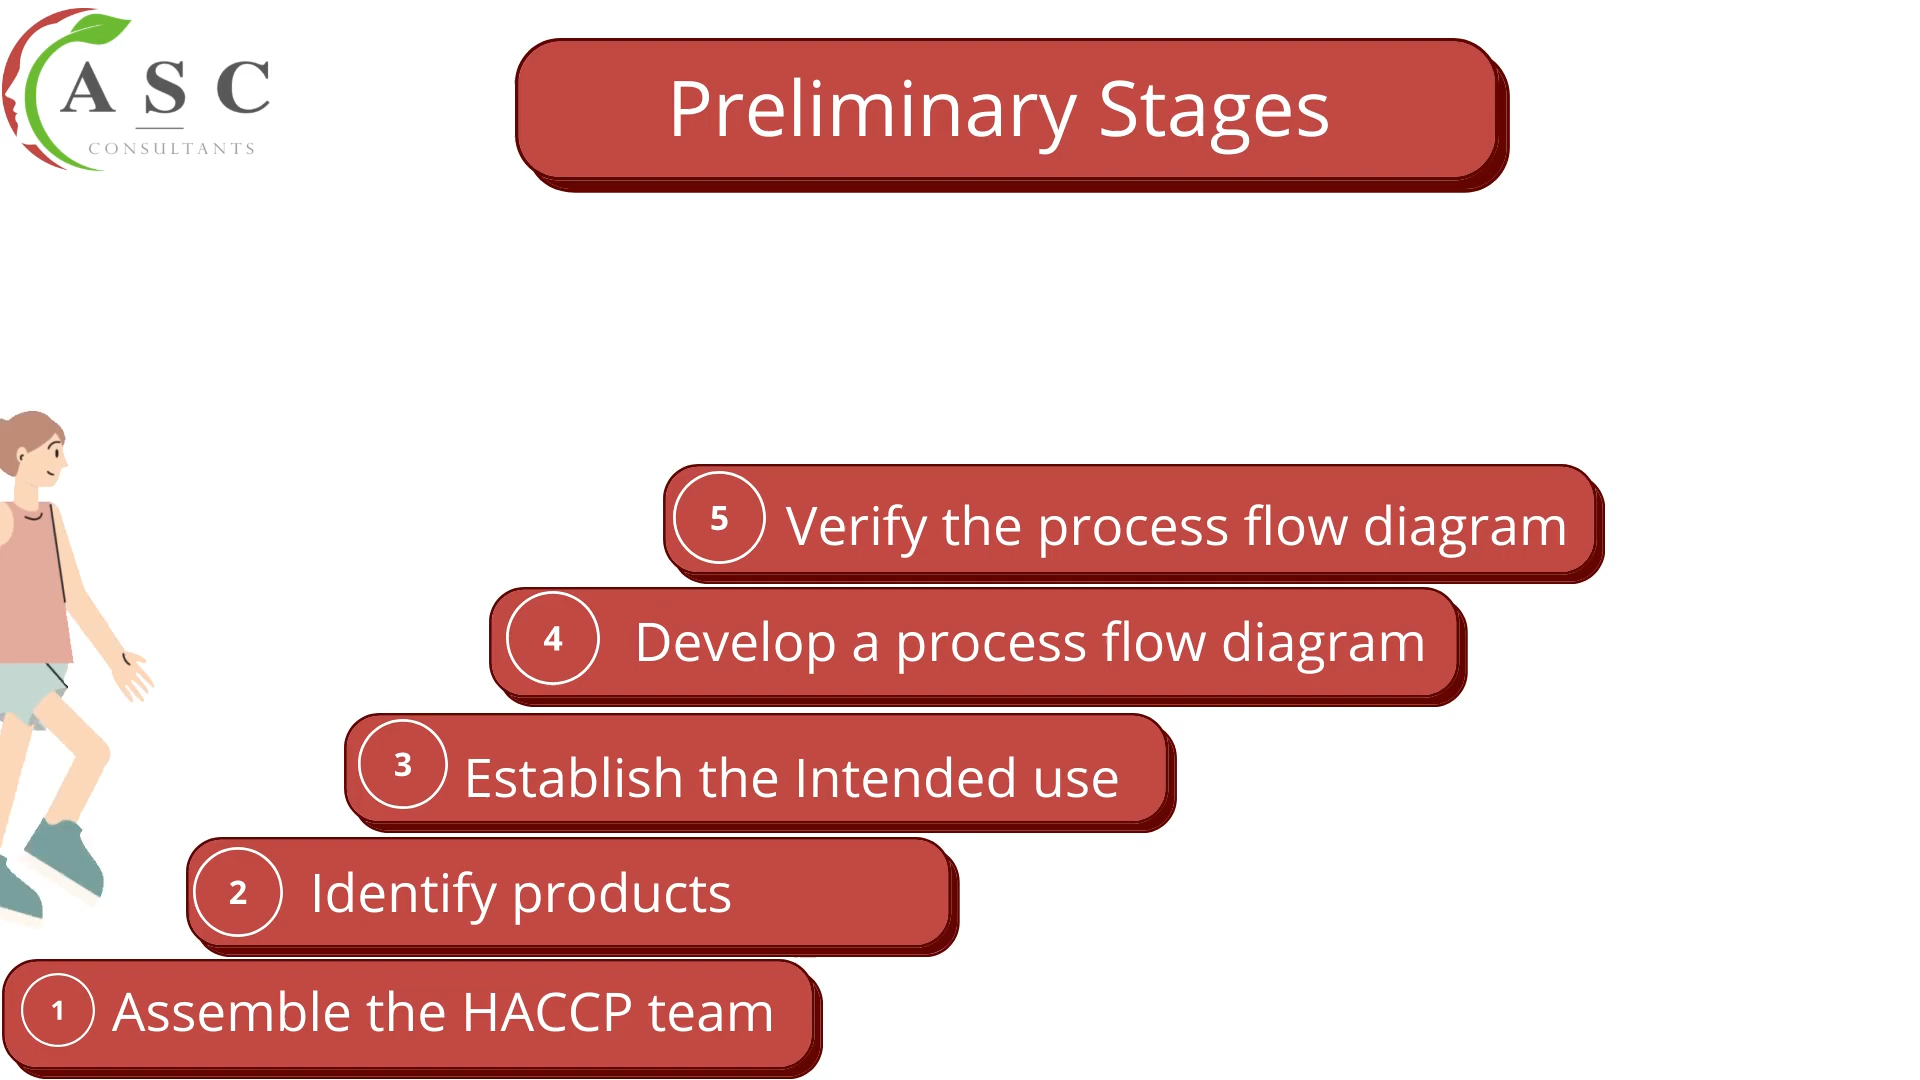 A S C
CONSULTANTS
Preliminary Stages
5 Verify the process flow diagram
4 Develop a process flow diagram
3 Establish the Intended use
2 Identify products
1 Assemble the HACCP team